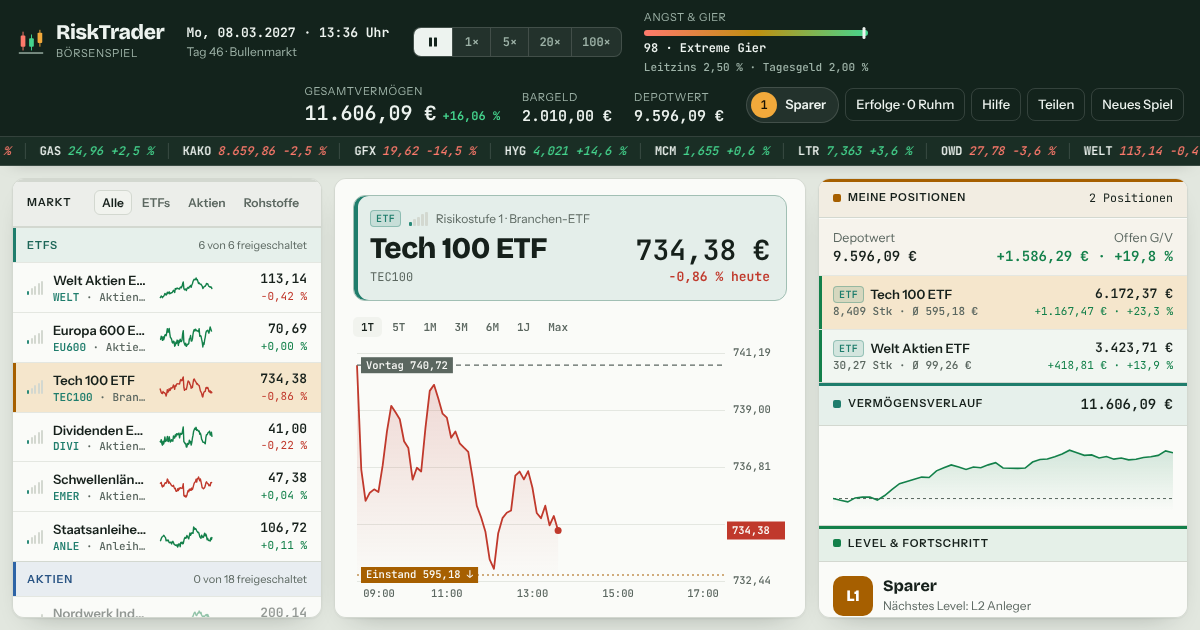 RiskTrader
BÖRSENSPIEL
Mo, 08.03.2027 · 13:36 Uhr
Tag 46 · Bullenmarkt
1× 5× 20× 100×
ANGST & GIER
98 · Extreme Gier
Leitzins 2,50 % · Tagesgeld 2,00 %
GESAMTVERMÖGEN
11.606,09 € +16,06 %
BARGELD
2.010,00 €
DEPOTWERT
9.596,09 €
1 Sparer
Erfolge · 0 Ruhm
Hilfe
Teilen
Neues Spiel
% GAS 24,96 +2,5 % KAKO 8.659,86 -2,5 % GFX 19,62 -14,5 % HYG 4,021 +14,6 % MCM 1,655 +0,6 % LTR 7,363 +3,6 % OWD 27,78 -3,6 % WELT 113,14 -0,4
MARKT Alle ETFs Aktien Rohstoffe
ETFS 6 von 6 freigeschaltet
Welt Aktien E... 113,14
WELT · Aktien… -0,42 %
Europa 600 E... 70,69
EU600 · Aktie… +0,00 %
Tech 100 ETF 734,38
TEC100 · Bran… -0,86 %
Dividenden E... 41,00
DIVI · Aktien… -0,22 %
Schwellenlän... 47,38
EMER · Aktien… +0,04 %
Staatsanleihe... 106,72
ANLE · Anleih… +0,11 %
AKTIEN 0 von 18 freigeschaltet
Nordwerk Ind... 200,14
ETF Risikostufe 1 · Branchen-ETF
Tech 100 ETF 734,38 €
TEC100 -0,86 % heute
1T 5T 1M 3M 6M 1J Max
741,19
Vortag 740,72
739,00
736,81
734,38
Einstand 595,18 ↓
732,44
09:00 11:00 13:00 15:00 17:00
MEINE POSITIONEN 2 Positionen
Depotwert Offen G/V
9.596,09 € +1.586,29 € · +19,8 %
ETF Tech 100 ETF 6.172,37 €
8,409 Stk · Ø 595,18 € +1.167,47 € · +23,3 %
ETF Welt Aktien ETF 3.423,71 €
30,27 Stk · Ø 99,26 € +418,81 € · +13,9 %
VERMÖGENSVERLAUF 11.606,09 €
LEVEL & FORTSCHRITT
L1 Sparer
Nächstes Level: L2 Anleger